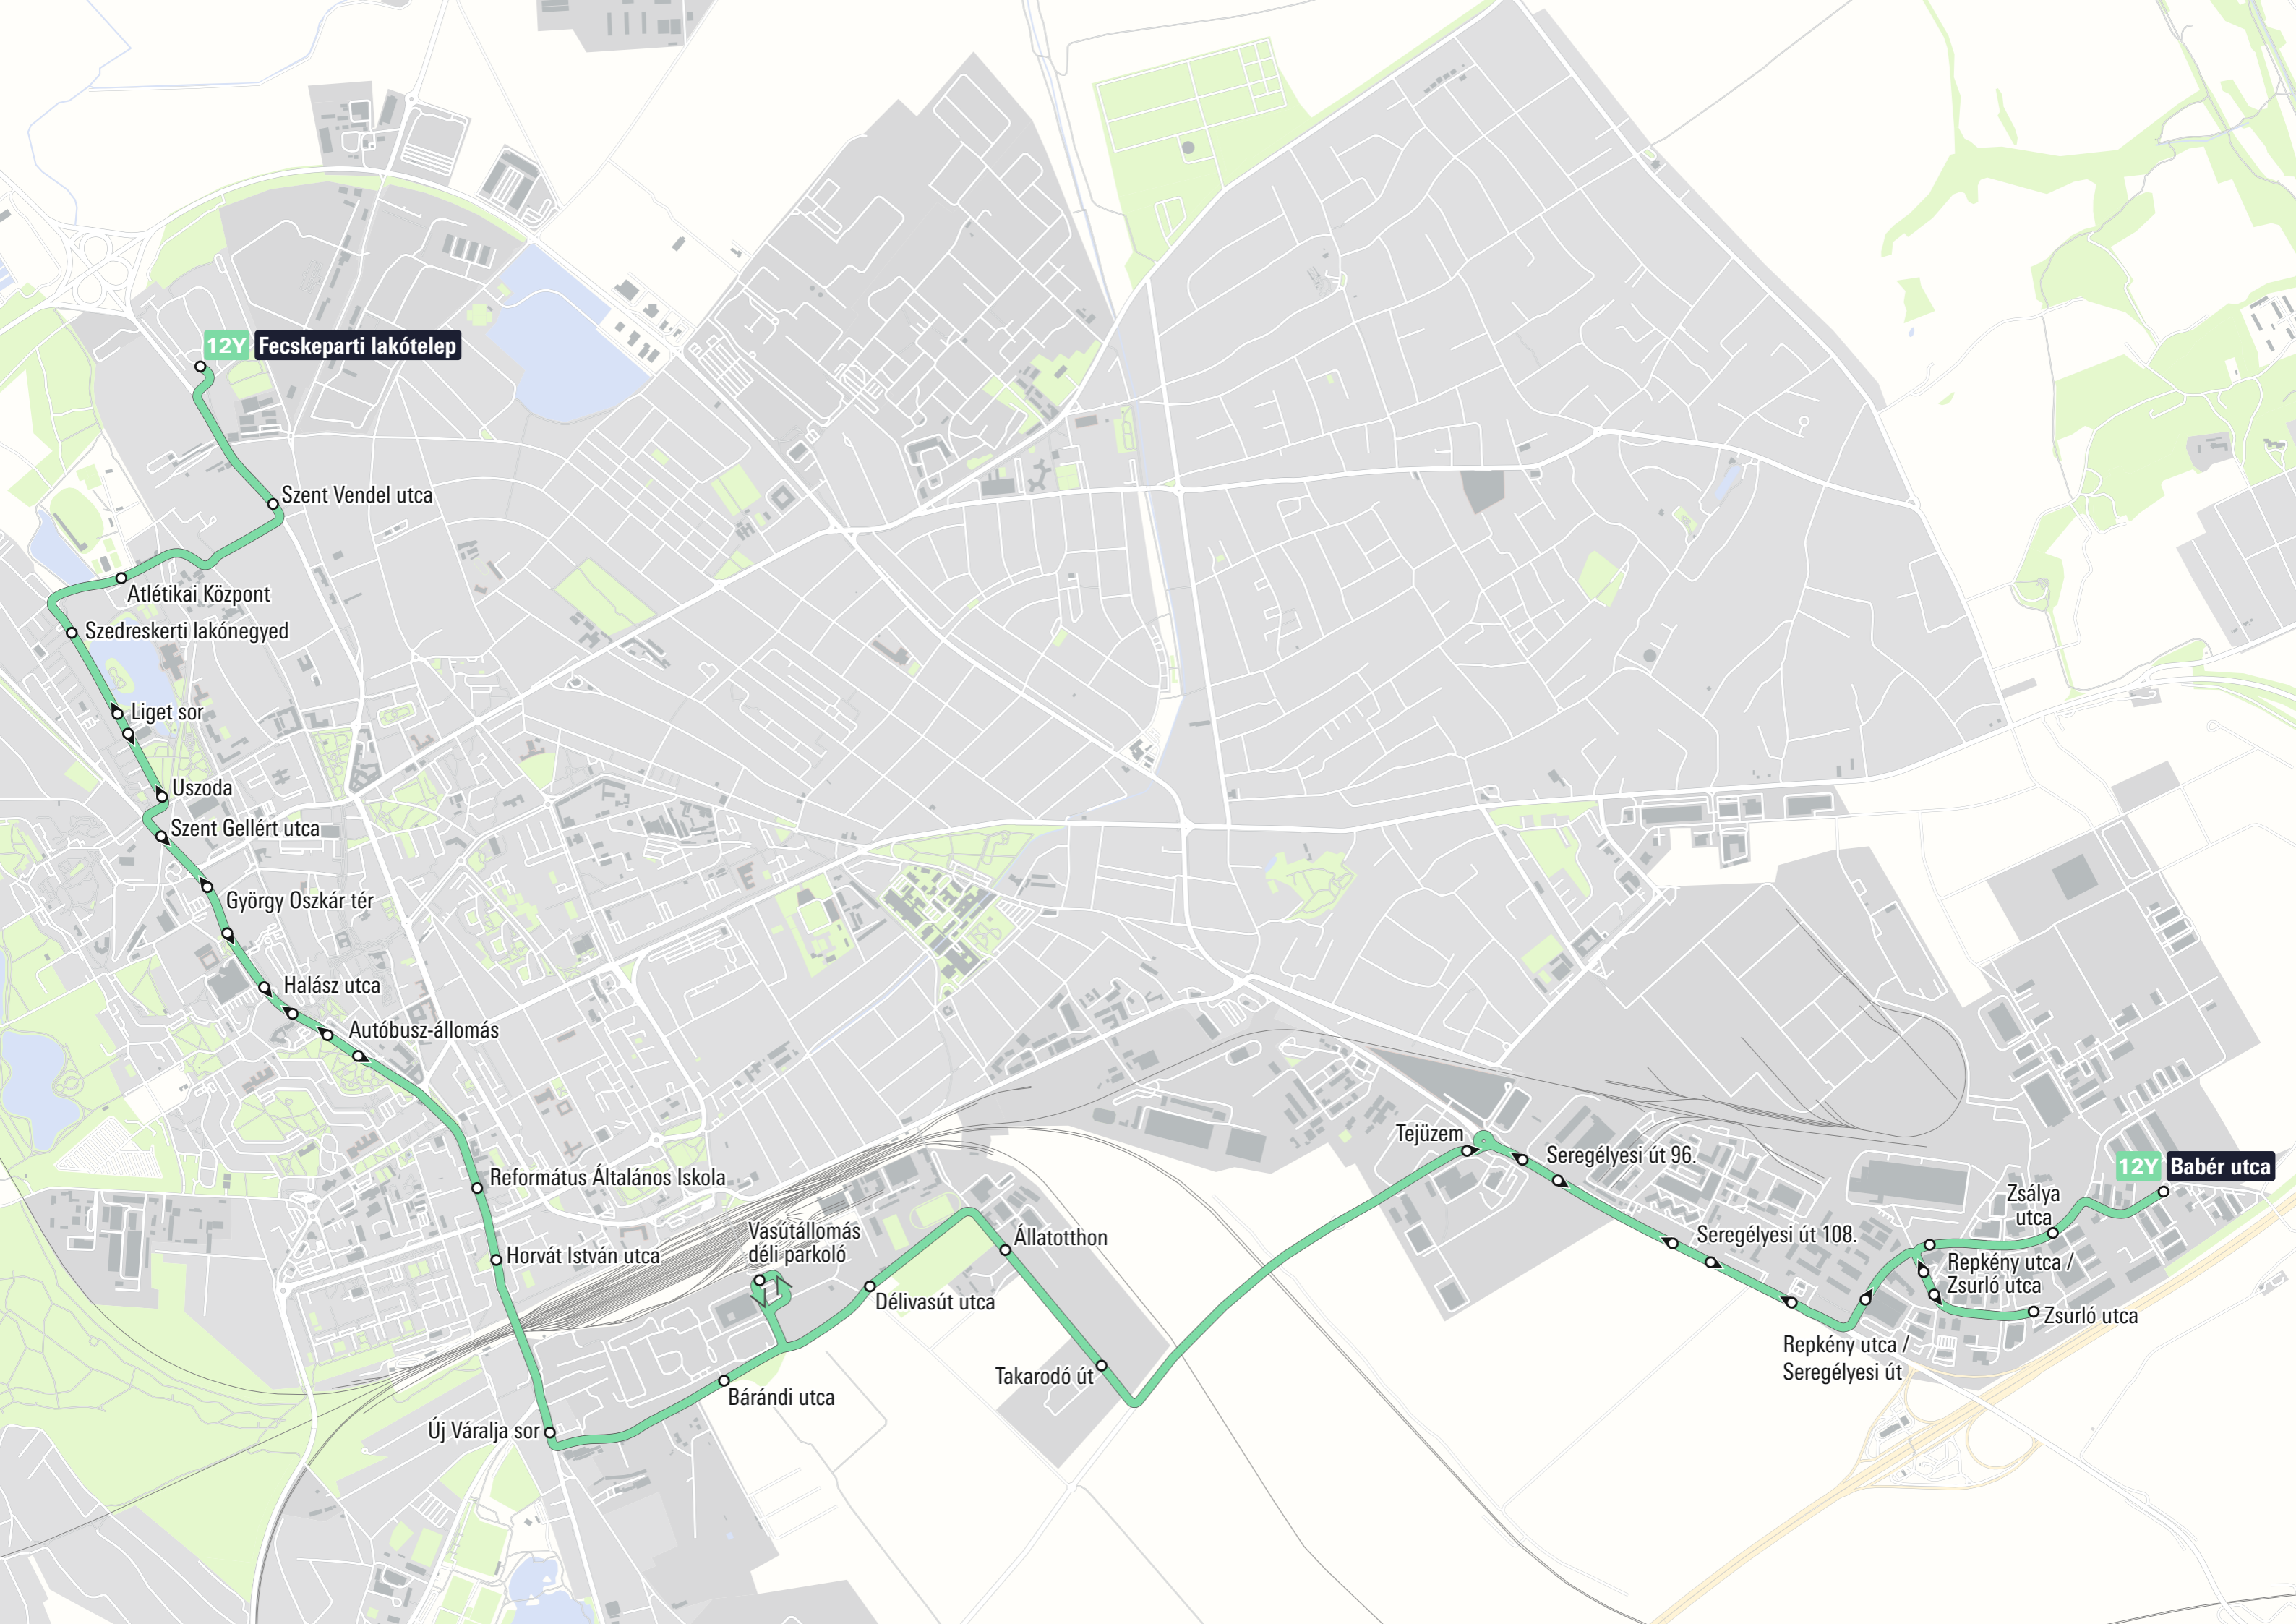 12Y Fecskeparti lakótelep
Szent Vendel utca
Atlétikai Központ
Szedreskerti lakónegyed
Liget sor
Uszoda
Szent Gellért utca
György Oszkár tér
Halász utca
Autóbusz-állomás
Református Általános Iskola
Horvát István utca
Új Váralja sor
Bárándi utca
Vasútállomás
déli parkoló
Délivasút utca
Állatotthon
Takarodó út
Tejüzem
Seregélyesi út 96.
Seregélyesi út 108.
Repkény utca /
Seregélyesi út
Repkény utca /
Zsurló utca
Zsurló utca
Zsálya
utca
12Y Babér utca